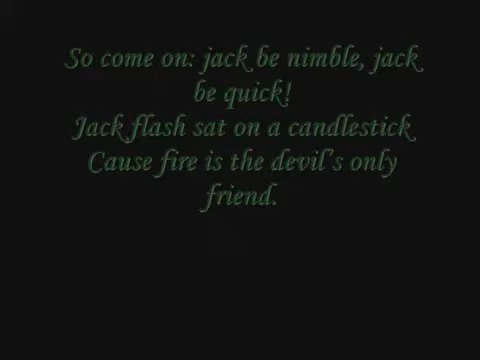 So come on: jack be nimble, jack
be quick!
Jack flash sat on a candlestick
Cause fire is the devil's only
friend.